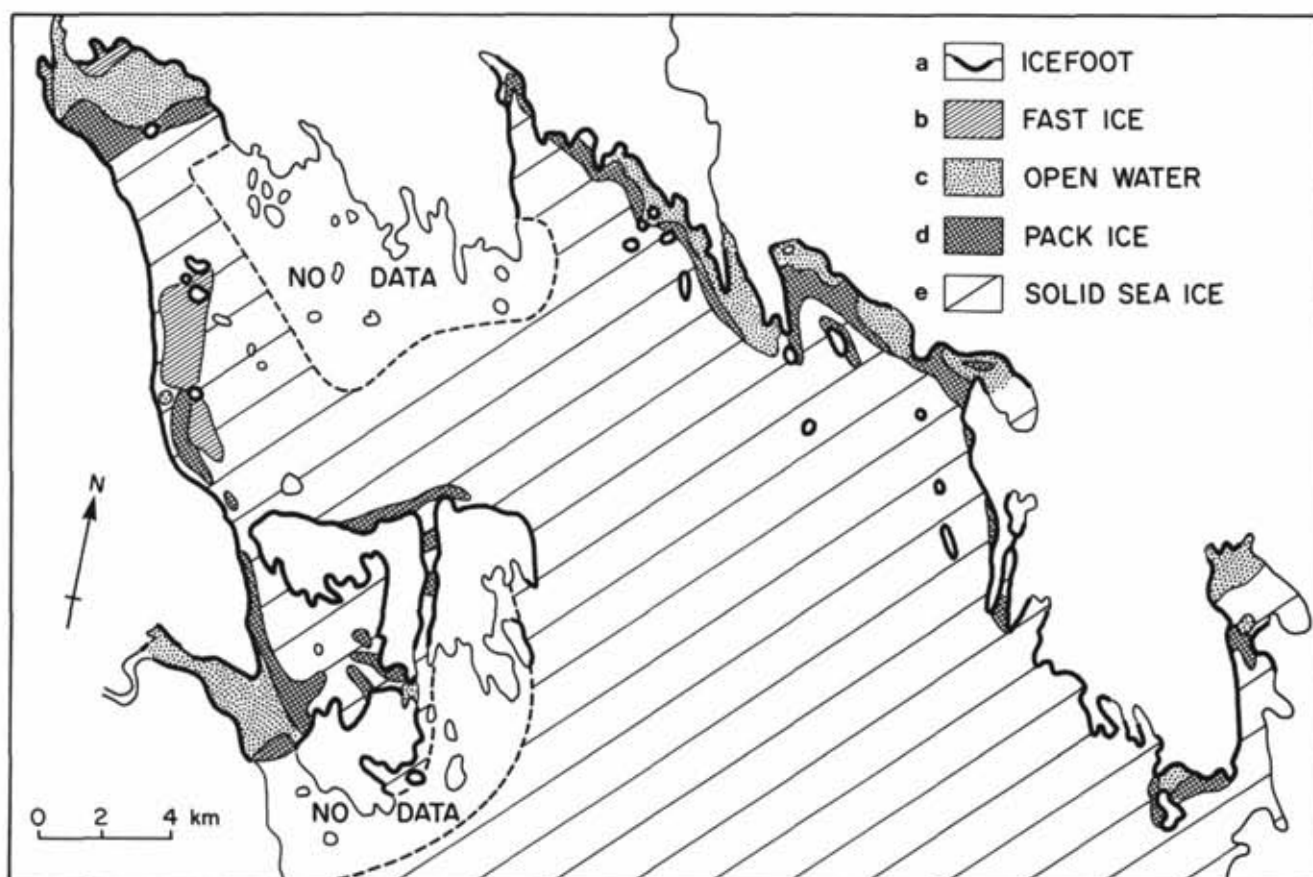 a ICEFOOT
b FAST ICE
c OPEN WATER
d PACK ICE
e SOLID SEA ICE
NO DATA
N
0 2 4 km
NO DATA